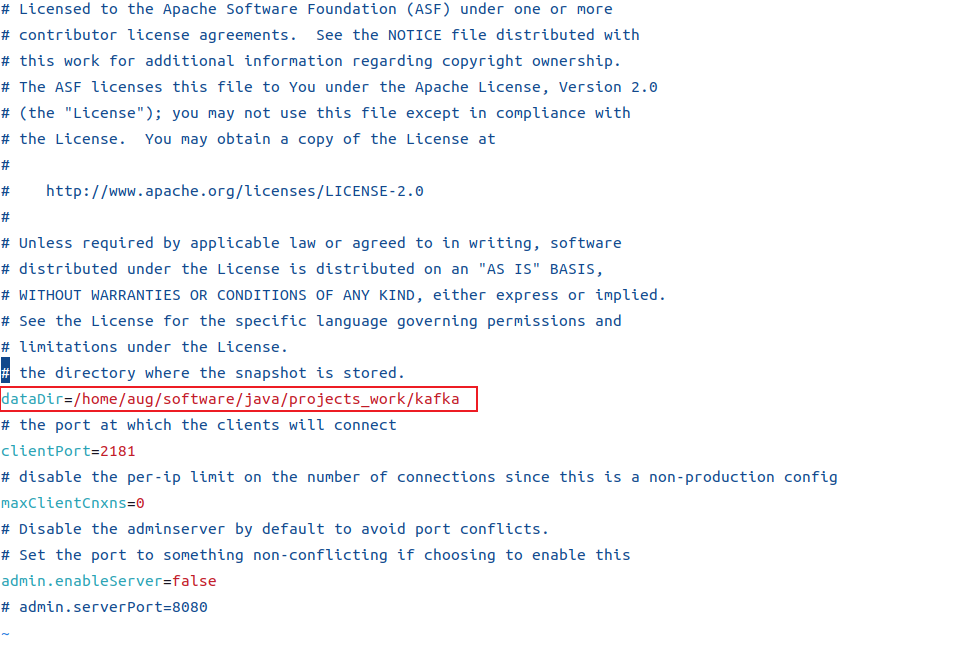 # Licensed to the Apache Software Foundation (ASF) under one or more
# contributor license agreements.  See the NOTICE file distributed with
# this work for additional information regarding copyright ownership.
# The ASF licenses this file to You under the Apache License, Version 2.0
# (the "License"); you may not use this file except in compliance with
# the License.  You may obtain a copy of the License at
#
#    http://www.apache.org/licenses/LICENSE-2.0
#
# Unless required by applicable law or agreed to in writing, software
# distributed under the License is distributed on an "AS IS" BASIS,
# WITHOUT WARRANTIES OR CONDITIONS OF ANY KIND, either express or implied.
# See the License for the specific language governing permissions and
# limitations under the License.
# the directory where the snapshot is stored.
dataDir=/home/aug/software/java/projects_work/kafka
# the port at which the clients will connect
clientPort=2181
# disable the per-ip limit on the number of connections since this is a non-production config
maxClientCnxns=0
# Disable the adminserver by default to avoid port conflicts.
# Set the port to something non-conflicting if choosing to enable this
admin.enableServer=false
# admin.serverPort=8080
~